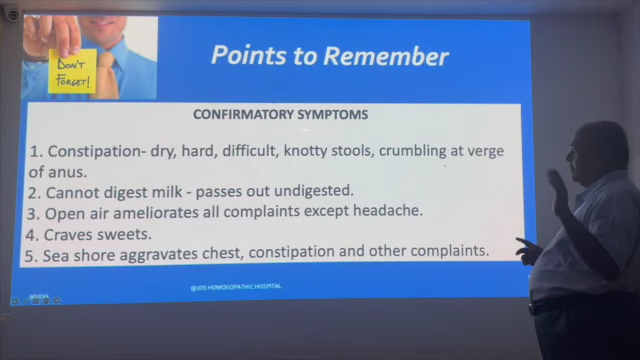 DON'T
FORGET!
Points to Remember
CONFIRMATORY SYMPTOMS
1. Constipation- dry, hard, difficult, knotty stools, crumbling at verge
of anus.
2. Cannot digest milk - passes out undigested.
3. Open air ameliorates all complaints except headache.
4. Craves sweets.
5. Sea shore aggravates chest, constipation and other complaints.
@JDS HOMOEOPATHIC HOSPITAL